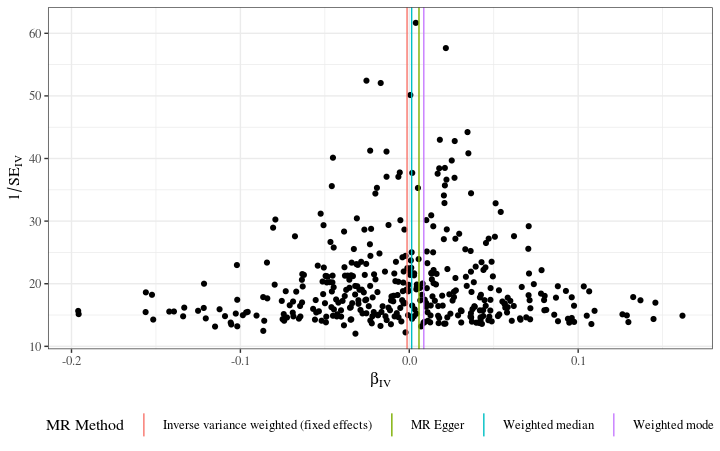 60
50
40
30
20
10
1/SE_IV
-0.2 -0.1 0.0 0.1
β_IV
MR Method Inverse variance weighted (fixed effects) MR Egger Weighted median Weighted mode